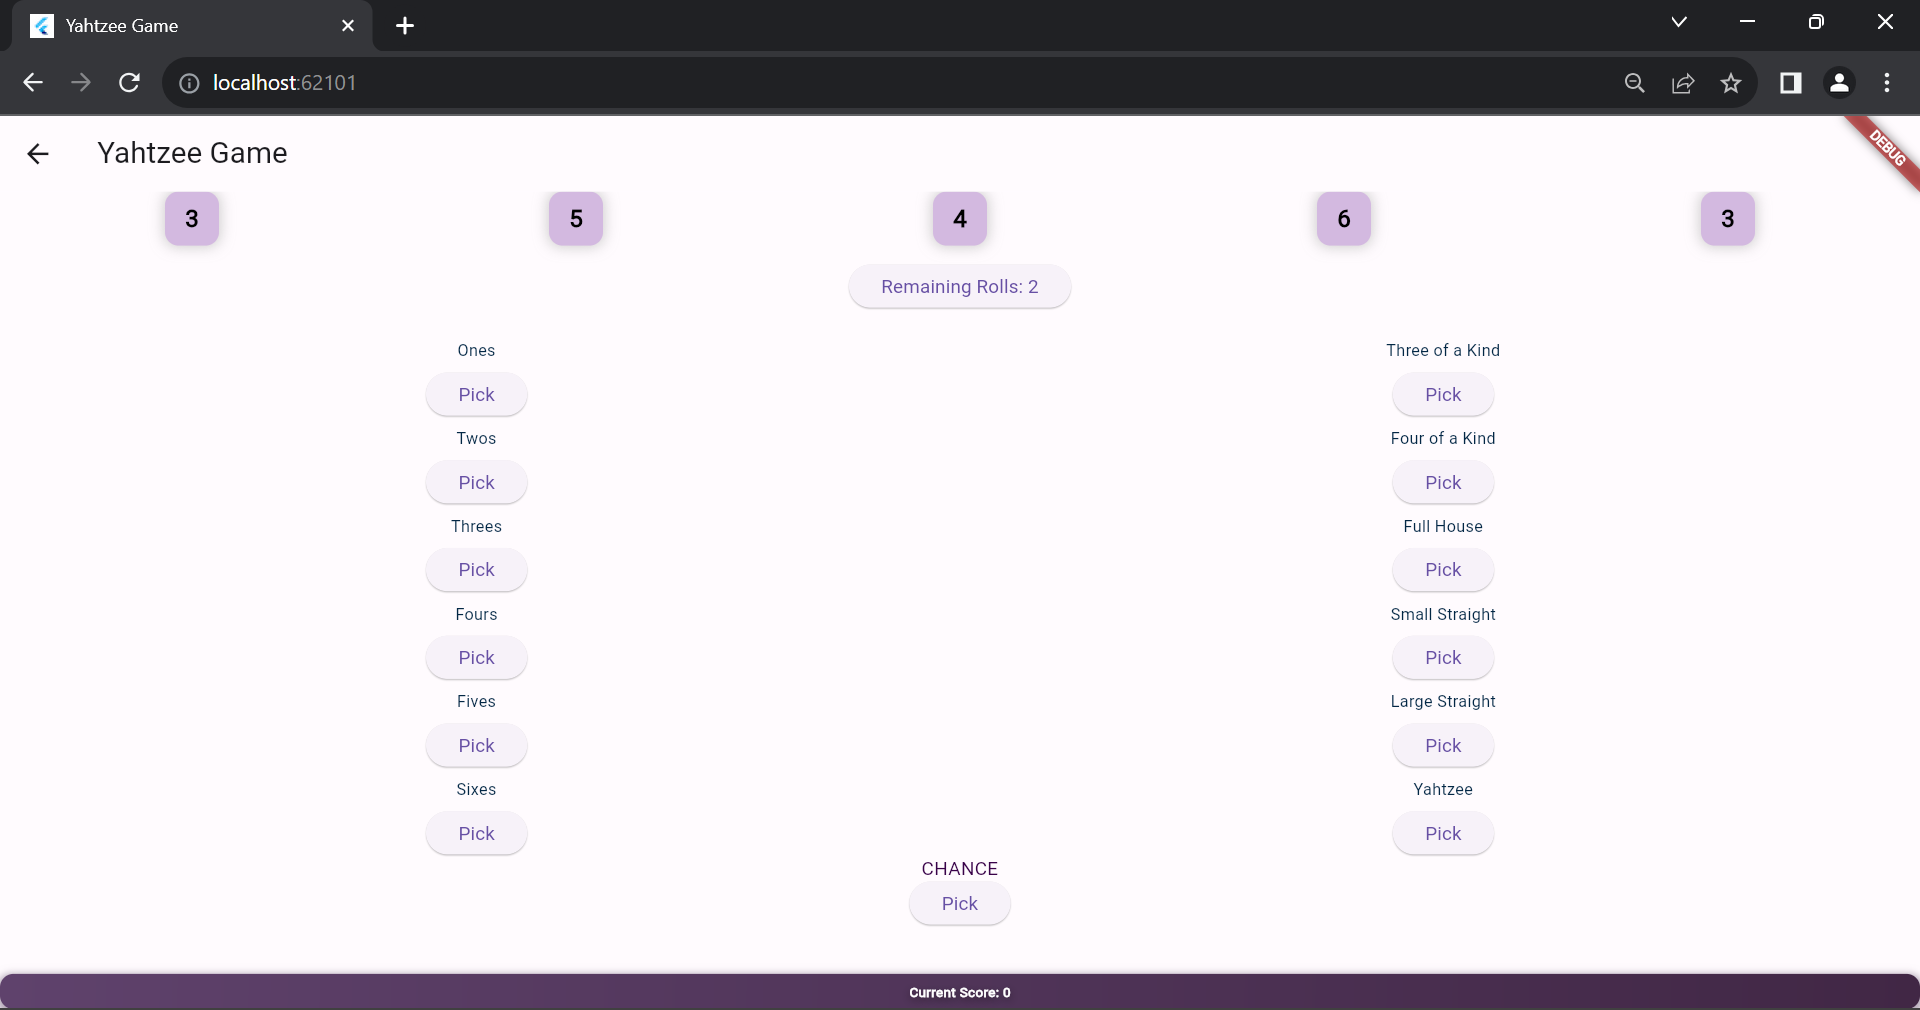 Yahtzee Game
localhost:62101
Yahtzee Game
DEBUG
3 5 4 6 3
Remaining Rolls: 2
Ones Three of a Kind
Pick Pick
Twos Four of a Kind
Pick Pick
Threes Full House
Pick Pick
Fours Small Straight
Pick Pick
Fives Large Straight
Pick Pick
Sixes Yahtzee
Pick Pick
CHANCE
Pick
Current Score: 0